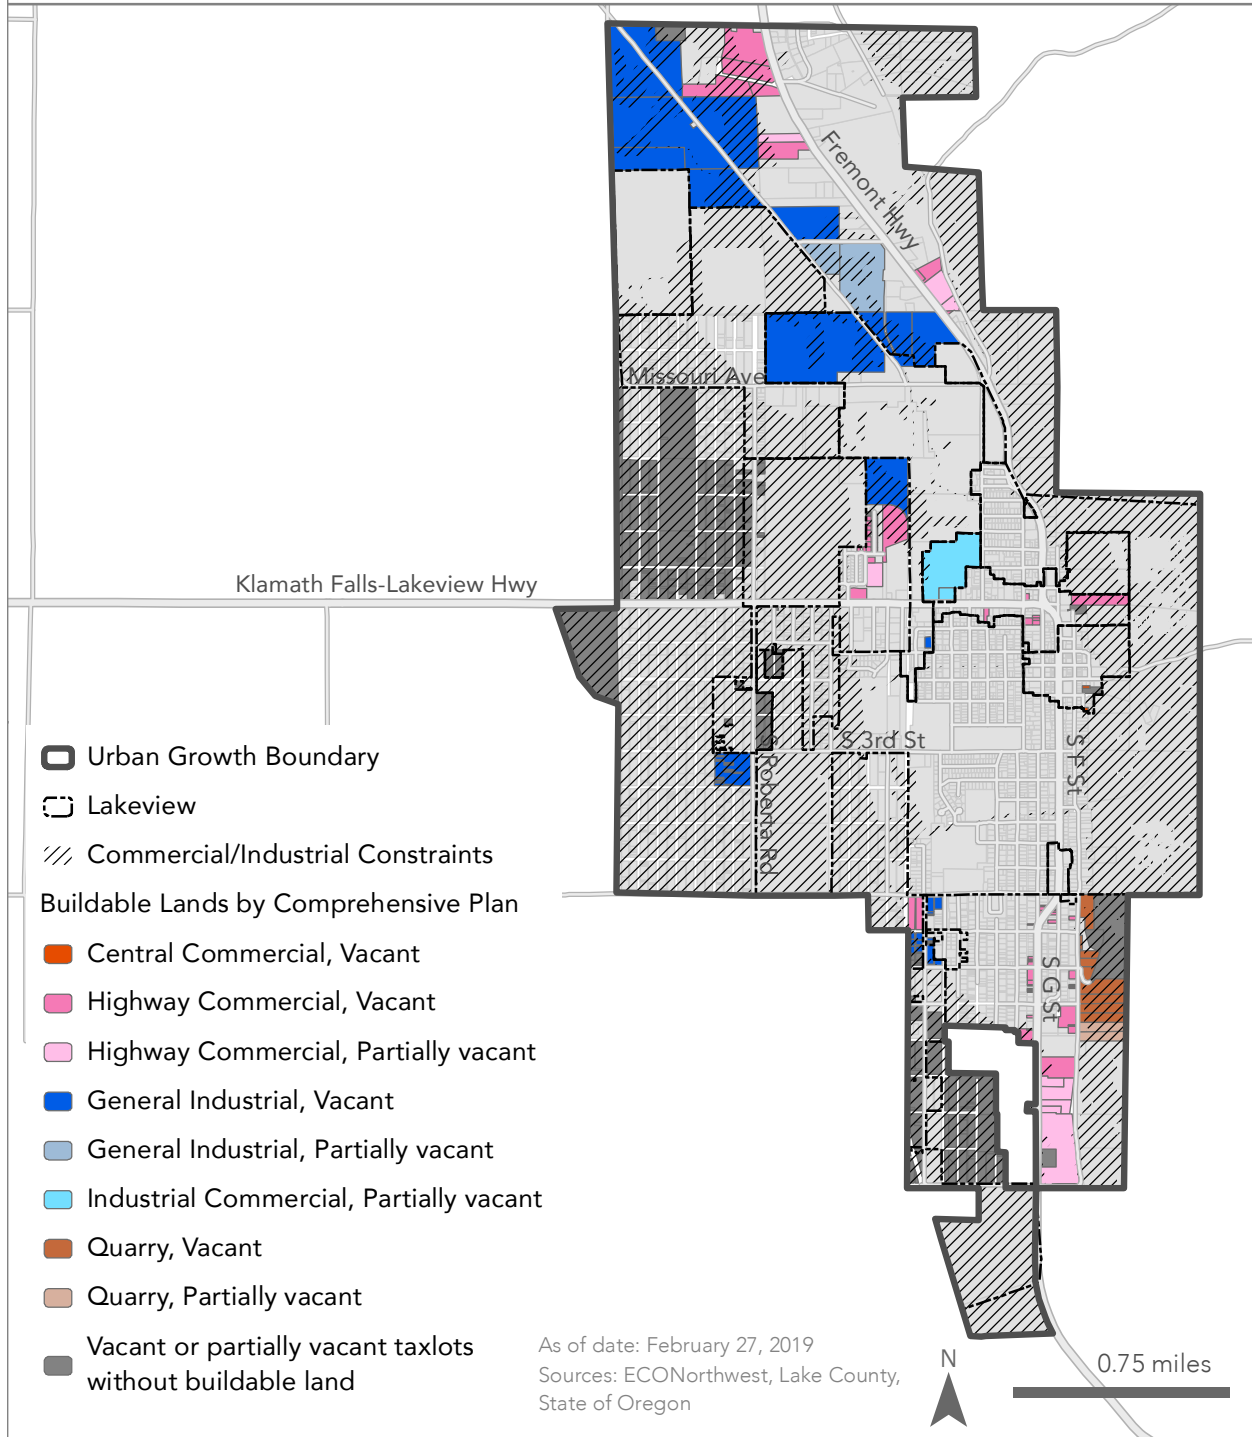 Fremont Hwy
Missouri Ave
Klamath Falls-Lakeview Hwy
S 3rd St
S F St
S Roberta Rd
S G St
Urban Growth Boundary
Lakeview
Commercial/Industrial Constraints
Buildable Lands by Comprehensive Plan
Central Commercial, Vacant
Highway Commercial, Vacant
Highway Commercial, Partially vacant
General Industrial, Vacant
General Industrial, Partially vacant
Industrial Commercial, Partially vacant
Quarry, Vacant
Quarry, Partially vacant
Vacant or partially vacant taxlots
without buildable land
As of date: February 27, 2019
Sources: ECONorthwest, Lake County,
State of Oregon
N
0.75 miles